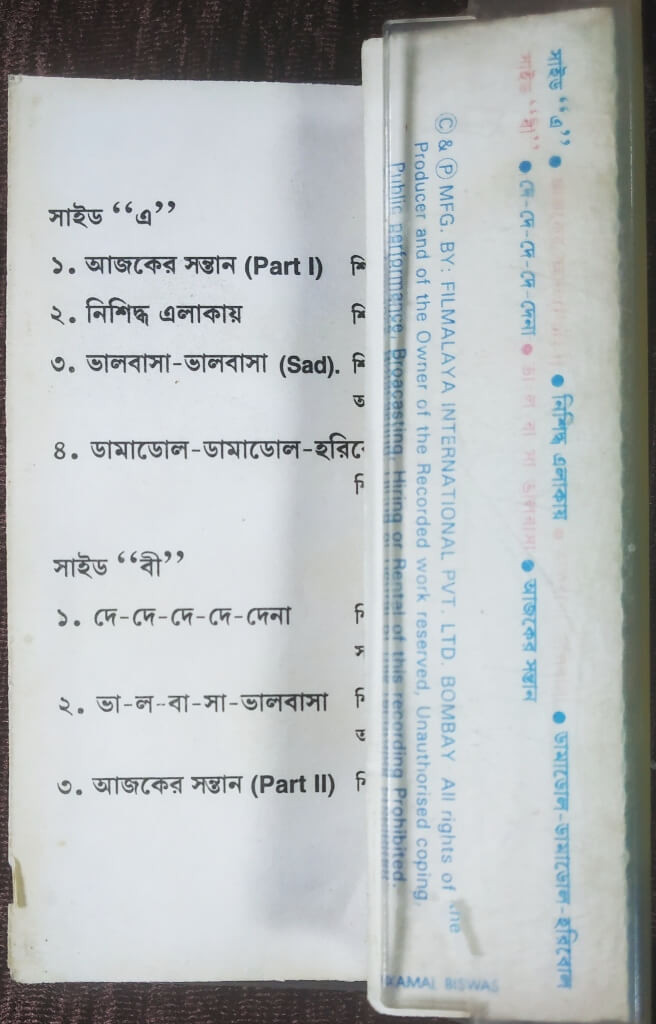 সাইড “এ”
১. আজকের সন্তান (Part I) শি
২. নিশিদ্ধ এলাকায় শি
৩. ভালবাসা-ভালবাসা (Sad). শি
৪. ডামাডোল-ডামাডোল-হরি
সাইড “বী”
১. দে-দে-দে-দে-দেনা
২. ভা-ল-বা-সা-ভালবাসা
৩. আজকের সন্তান (Part II)
সাইড “এ” ● ● নিশিদ্ধ এলাকায় ● ● ডামাডোল-ডামাডোল-হরিবোল
সাইড “বী” ● দে-দে-দে-দে-দেনা ● ভা ল বা সা ভালবাসা ● আজকের সন্তান
© & Ⓟ MFG. BY: FILMALAYA INTERNATIONAL PVT. LTD. BOMBAY All rights of the
Producer and of the Owner of the Recorded work reserved, Unauthorised coping,
Public performance Broacasting Hiring or Rental of this recording Prohibited.
KAMAL BISWAS